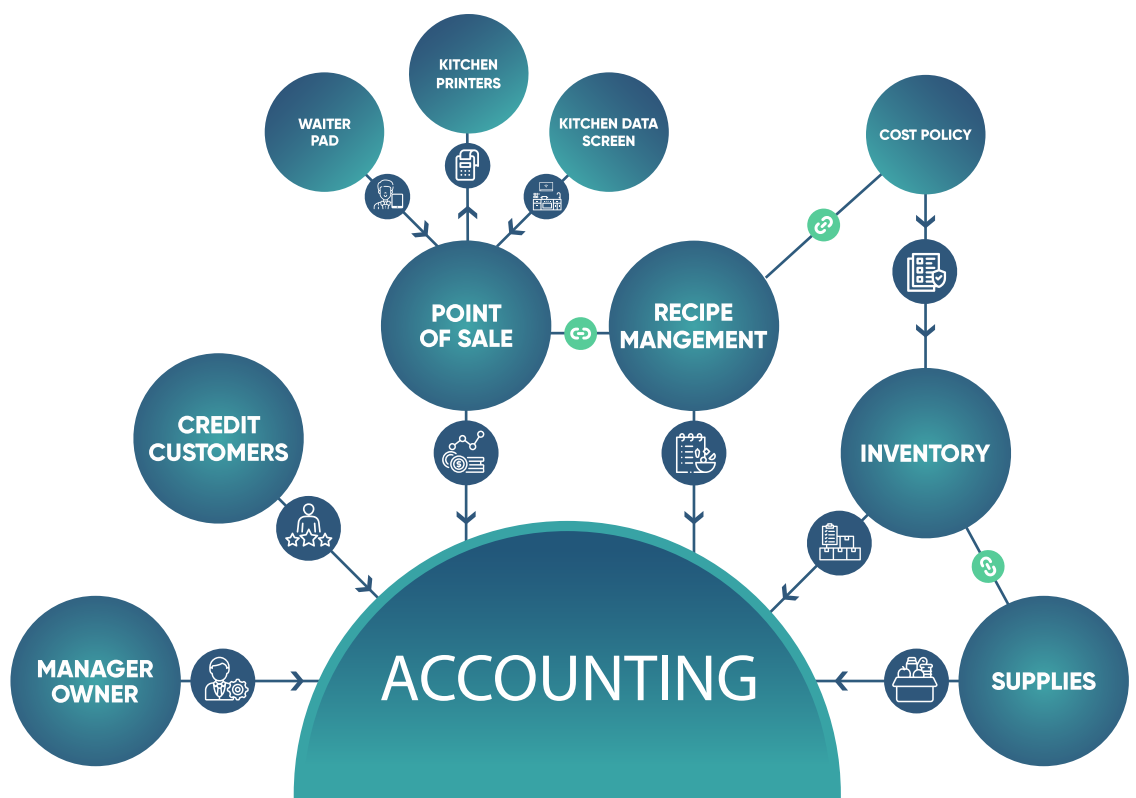 KITCHEN
PRINTERS
WAITER
PAD
KITCHEN DATA
SCREEN
COST POLICY
POINT
OF SALE
RECIPE
MANGEMENT
CREDIT
CUSTOMERS
INVENTORY
MANAGER
OWNER
ACCOUNTING
SUPPLIES